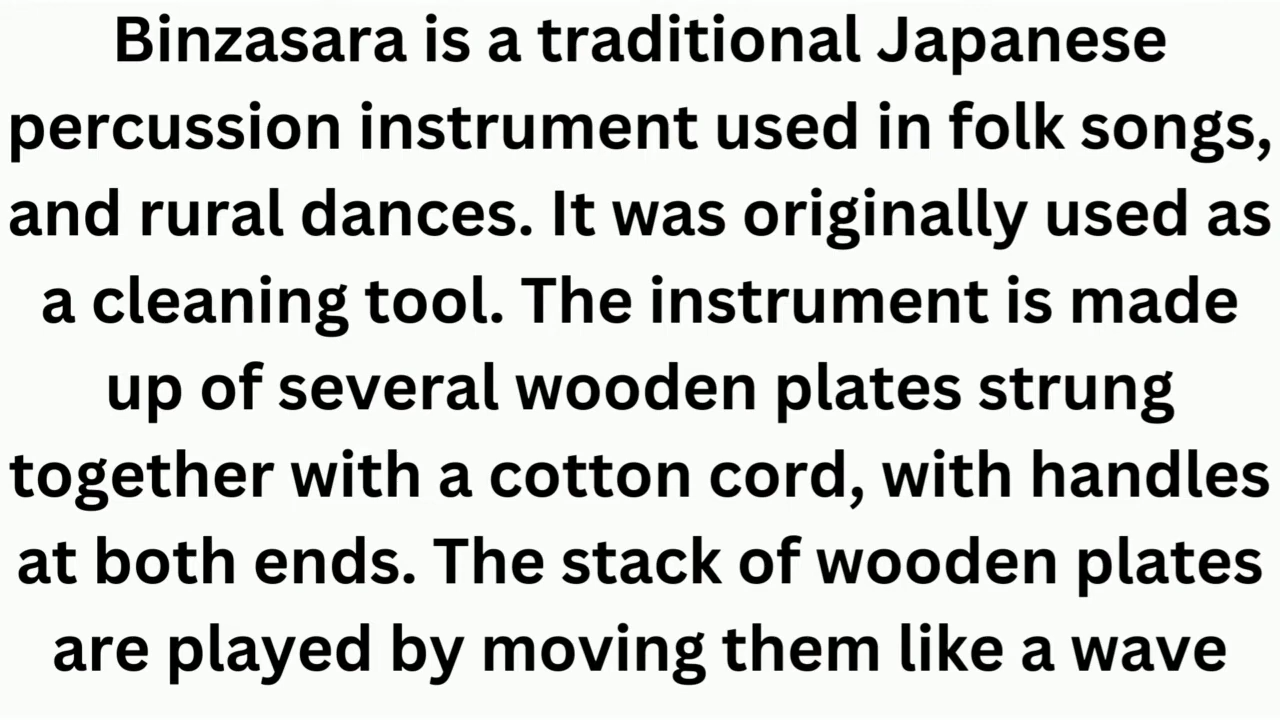 Binzasara is a traditional Japanese
percussion instrument used in folk songs,
and rural dances. It was originally used as
a cleaning tool. The instrument is made
up of several wooden plates strung
together with a cotton cord, with handles
at both ends. The stack of wooden plates
are played by moving them like a wave